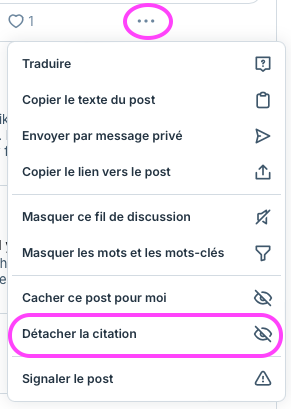 1
Traduire
Copier le texte du post
Envoyer par message privé
Copier le lien vers le post
Masquer ce fil de discussion
Masquer les mots et les mots-clés
Cacher ce post pour moi
Détacher la citation
Signaler le post